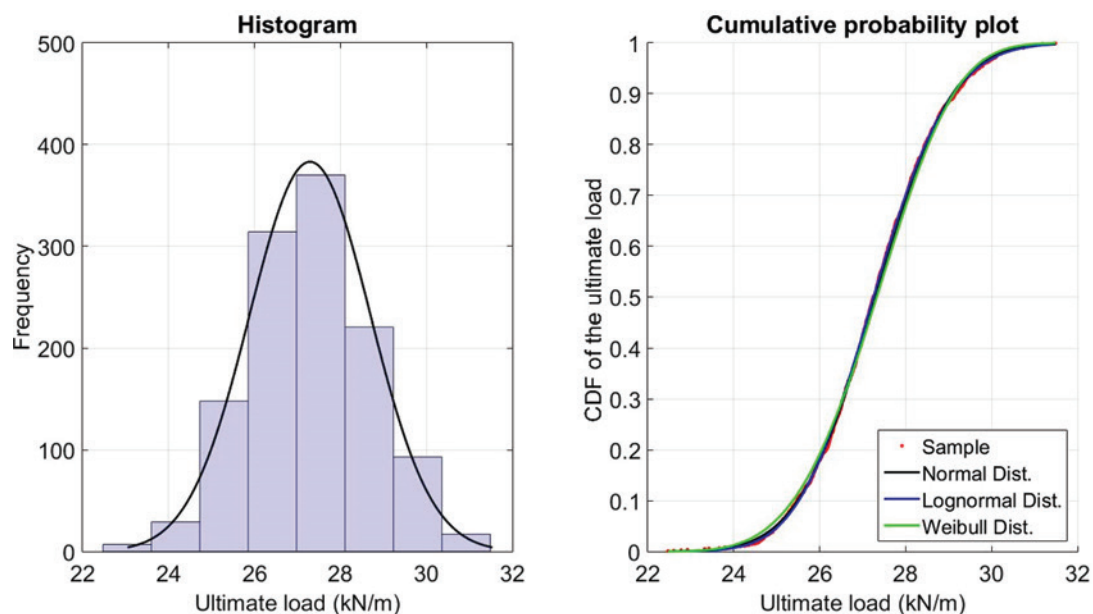 Histogram
500
400
300
200
100
0
Frequency
22 24 26 28 30 32
Ultimate load (kN/m)
Cumulative probability plot
1
0.9
0.8
0.7
0.6
0.5
0.4
0.3
0.2
0.1
0
CDF of the ultimate load
Sample
Normal Dist.
Lognormal Dist.
Weibull Dist.
22 24 26 28 30 32
Ultimate load (kN/m)